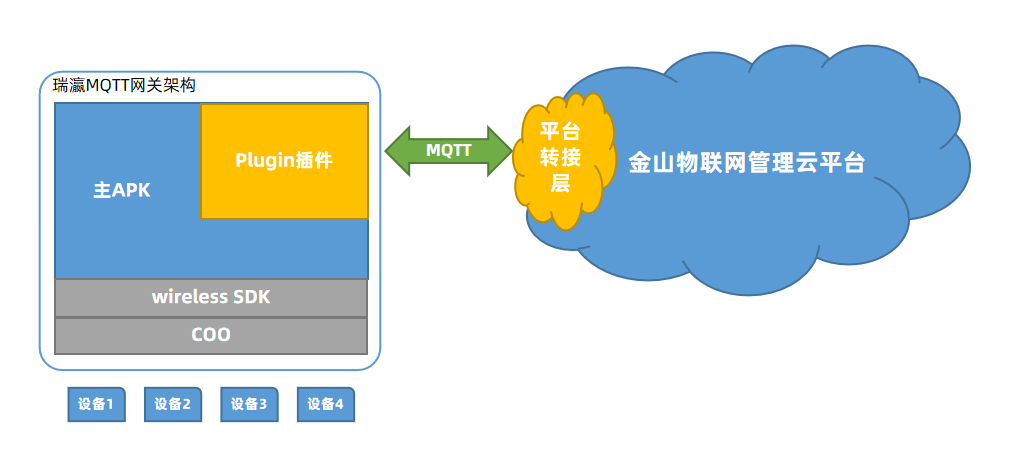 瑞瀛MQTT网关架构
主APK
Plugin插件
wireless SDK
COO
设备1
设备2
设备3
设备4
MQTT
平台
转接
层
金山物联网管理云平台